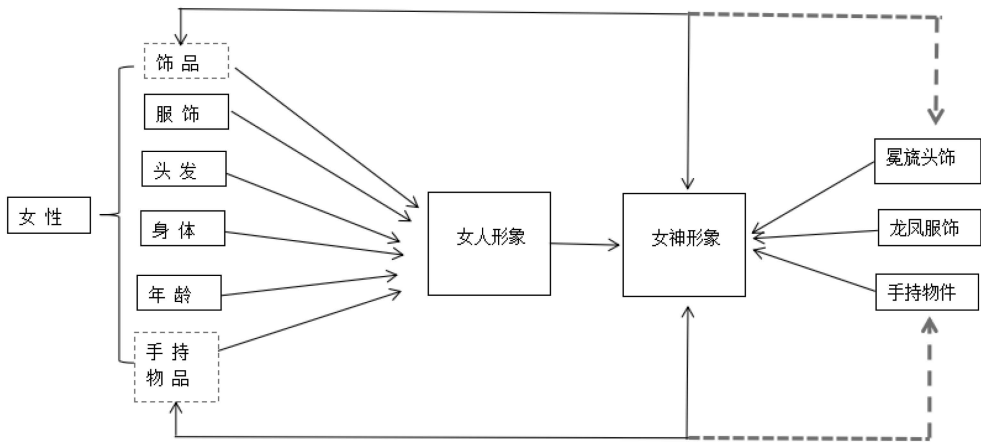 饰 品
服 饰
头 发
女 性
身 体
年 龄
手 持
物 品
女人形象
女神形象
冕旒头饰
龙凤服饰
手持物件